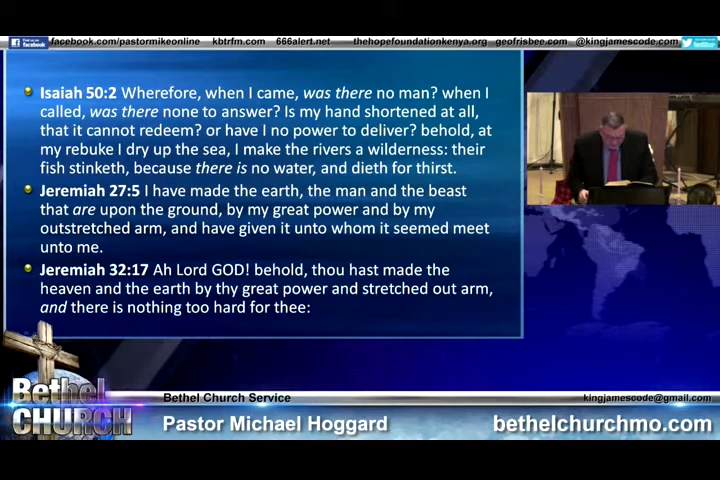 Find us on facebook facebook.com/pastormikeonline kbtrfm.com 666alert.net thehopefoundationkenya.org geofrisbee.com @kingjamescode.com twitter
Isaiah 50:2 Wherefore, when I came, was there no man? when I
called, was there none to answer? Is my hand shortened at all,
that it cannot redeem? or have I no power to deliver? behold, at
my rebuke I dry up the sea, I make the rivers a wilderness: their
fish stinketh, because there is no water, and dieth for thirst.
Jeremiah 27:5 I have made the earth, the man and the beast
that are upon the ground, by my great power and by my
outstretched arm, and have given it unto whom it seemed meet
unto me.
Jeremiah 32:17 Ah Lord GOD! behold, thou hast made the
heaven and the earth by thy great power and stretched out arm,
and there is nothing too hard for thee:
Bethel
CHURCH
Bethel Church Service kingjamescode@gmail.com
Pastor Michael Hoggard bethelchurchmo.com